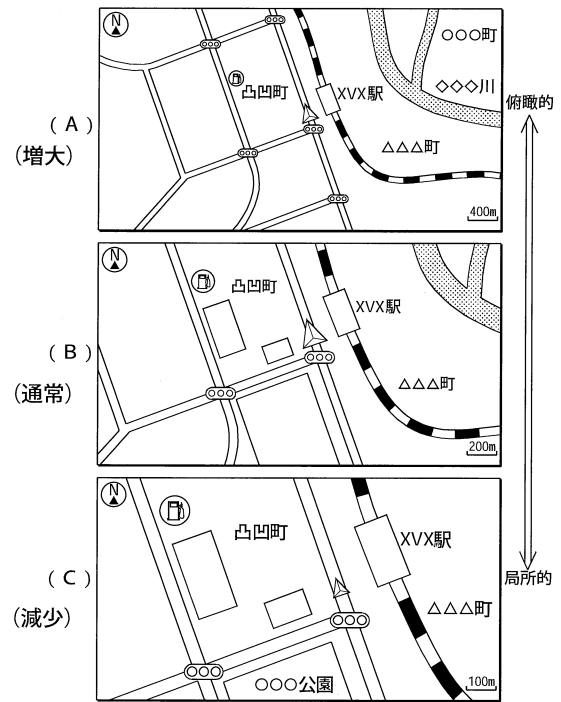 N
○○○町
◇◇◇川
凸凹町
XVX駅
△△△町
400m
(A)
(増大)
俯瞰的
N
凸凹町
XVX駅
△△△町
200m
(B)
(通常)
N
凸凹町
XVX駅
△△△町
○○○公園
100m
(C)
(減少)
局所的